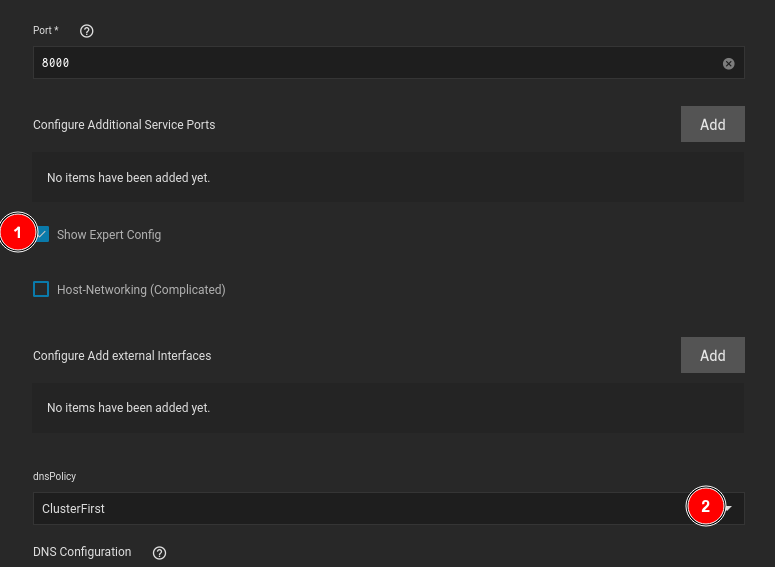 Port *
8000
Configure Additional Service Ports
Add
No items have been added yet.
1
Show Expert Config
Host-Networking (Complicated)
Configure Add external Interfaces
Add
No items have been added yet.
dnsPolicy
ClusterFirst
2
DNS Configuration